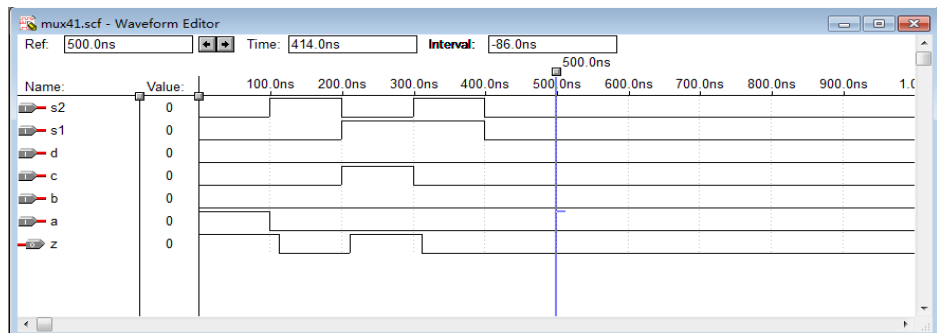 mux41.scf - Waveform Editor
Ref: 500.0ns Time: 414.0ns Interval: -86.0ns
500.0ns
Name: Value: 100.0ns 200.0ns 300.0ns 400.0ns 500.0ns 600.0ns 700.0ns 800.0ns 900.0ns 1.0
s2 0
s1 0
d 0
c 0
b 0
a 0
z 0